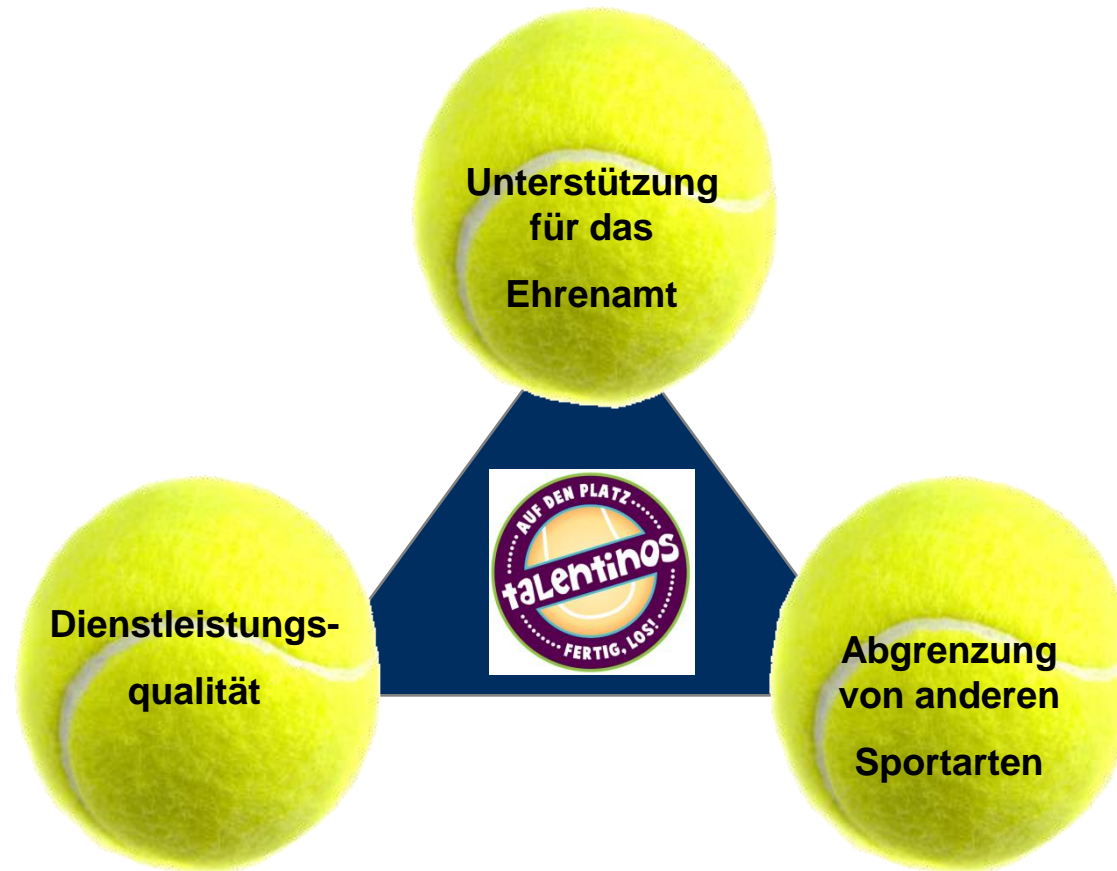 Unterstützung
für das
Ehrenamt
AUF DEN PLATZ
talentinos
FERTIG, LOS!
Dienstleistungs-
qualität
Abgrenzung
von anderen
Sportarten